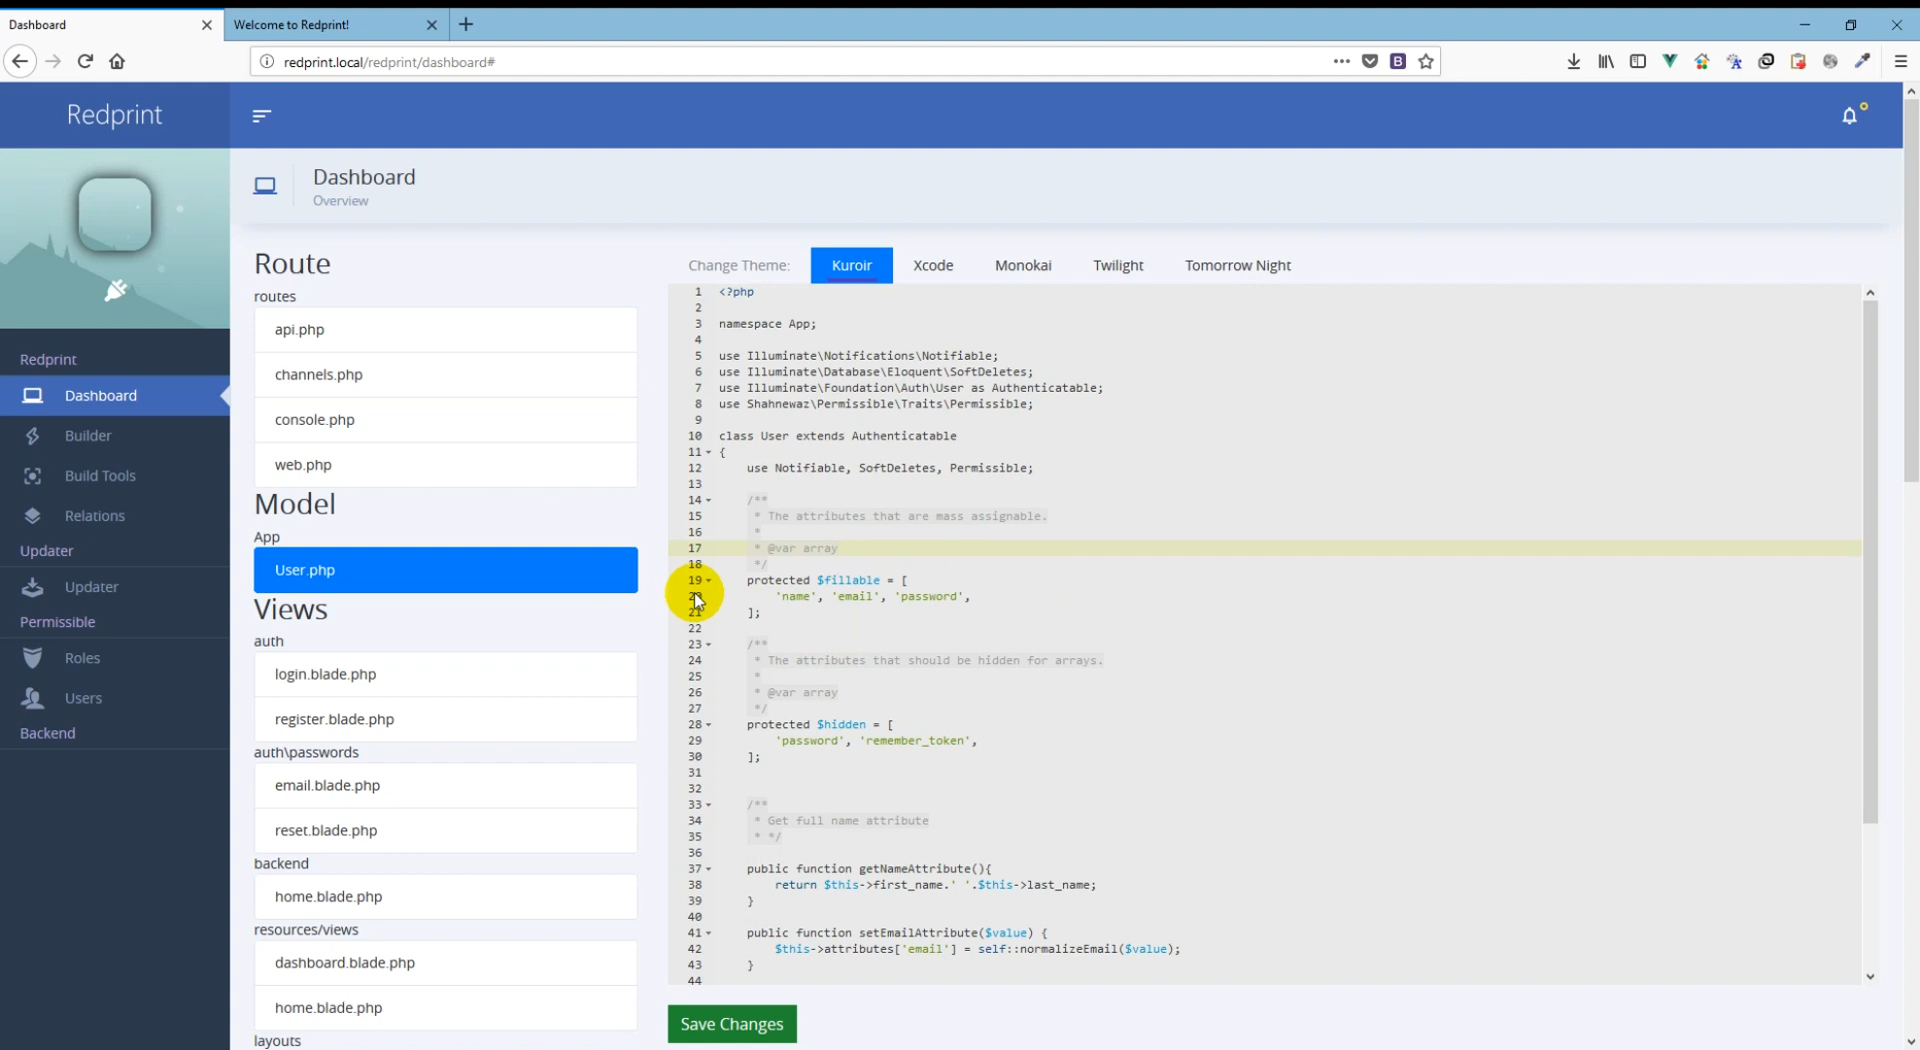 Dashboard
Welcome to Redprint!
redprint.local/redprint/dashboard#
Redprint
Dashboard
Overview
Redprint
Dashboard
Builder
Build Tools
Relations
Updater
Updater
Permissible
Roles
Users
Backend
Route
routes
api.php
channels.php
console.php
web.php
Model
App
User.php
Views
auth
login.blade.php
register.blade.php
auth\passwords
email.blade.php
reset.blade.php
backend
home.blade.php
resources/views
dashboard.blade.php
home.blade.php
layouts
Change Theme: Kuroir Xcode Monokai Twilight Tomorrow Night
1 <?php
2
3 namespace App;
4
5 use Illuminate\Notifications\Notifiable;
6 use Illuminate\Database\Eloquent\SoftDeletes;
7 use Illuminate\Foundation\Auth\User as Authenticatable;
8 use Shahnewaz\Permissible\Traits\Permissible;
9
10 class User extends Authenticatable
11 {
12 use Notifiable, SoftDeletes, Permissible;
13
14 /**
15 * The attributes that are mass assignable.
16 *
17 * @var array
18 */
19 protected $fillable = [
'name', 'email', 'password',
21 ];
22
23 /**
24 * The attributes that should be hidden for arrays.
25 *
26 * @var array
27 */
28 protected $hidden = [
29 'password', 'remember_token',
30 ];
31
32
33 /**
34 * Get full name attribute
35 * */
36
37 public function getNameAttribute(){
38 return $this->first_name.' '.$this->last_name;
39 }
40
41 public function setEmailAttribute($value) {
42 $this->attributes['email'] = self::normalizeEmail($value);
43 }
44
Save Changes